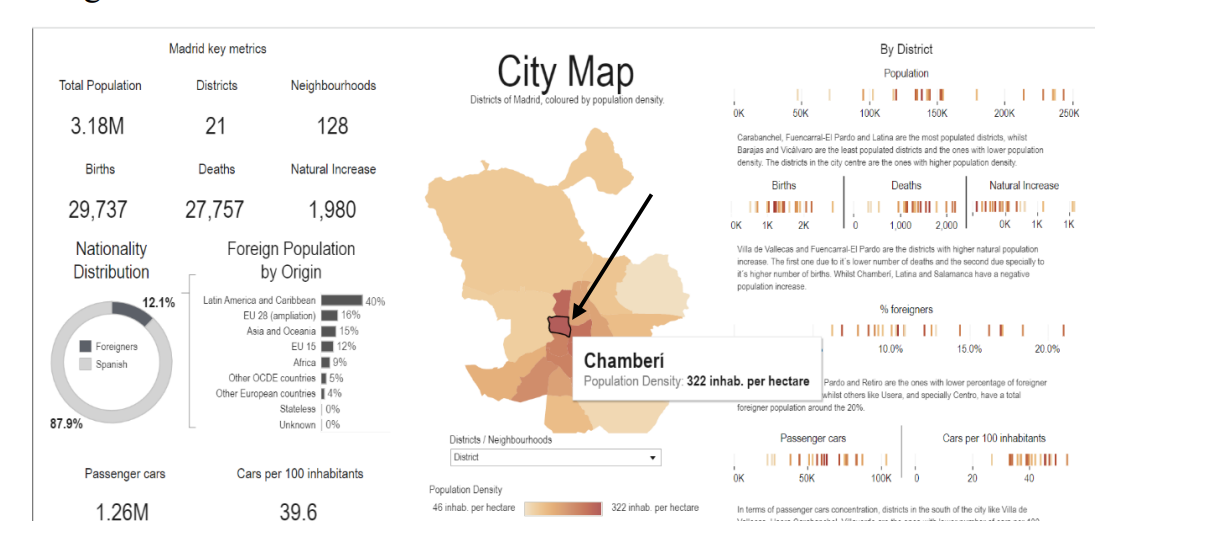 Madrid key metrics
Total Population
Districts
Neighbourhoods
3.18M
21
128
Births
Deaths
Natural Increase
29,737
27,757
1,980
Nationality
Distribution
12.1%
Foreigners
Spanish
87.9%
Foreign Population
by Origin
Latin America and Caribbean 40%
EU 28 (ampliation) 16%
Asia and Oceania 15%
EU 15 12%
Africa 9%
Other OCDE countries 5%
Other European countries 4%
Stateless 0%
Unknown 0%
Passenger cars
Cars per 100 inhabitants
1.26M
39.6
City Map
Districts of Madrid, coloured by population density.
Chamberí
Population Density: 322 inhab. per hectare
Districts / Neighbourhoods
District
Population Density
46 inhab. per hectare
322 inhab. per hectare
By District
Population
0K 50K 100K 150K 200K 250K
Carabanchel, Fuencarral-El Pardo and Latina are the most populated districts, whilst
Barajas and Vicálvaro are the least populated districts and the ones with lower population
density. The districts in the city centre are the ones with higher population density.
Births
Deaths
Natural Increase
0K 1K 2K
0 1,000 2,000
0K 1K 1K
Villa de Vallecas and Fuencarral-El Pardo are the districts with higher natural population
increase. The first one due to it´s lower number of deaths and the second due specially to
it´s higher number of births. Whilst Chamberí, Latina and Salamanca have a negative
population increase.
% foreigners
10.0% 15.0% 20.0%
Pardo and Retiro are the ones with lower percentage of foreigner
whilst others like Usera, and specially Centro, have a total
foreigner population around the 20%.
Passenger cars
Cars per 100 inhabitants
0K 50K 100K
0 20 40
In terms of passenger cars concentration, districts in the south of the city like Villa de